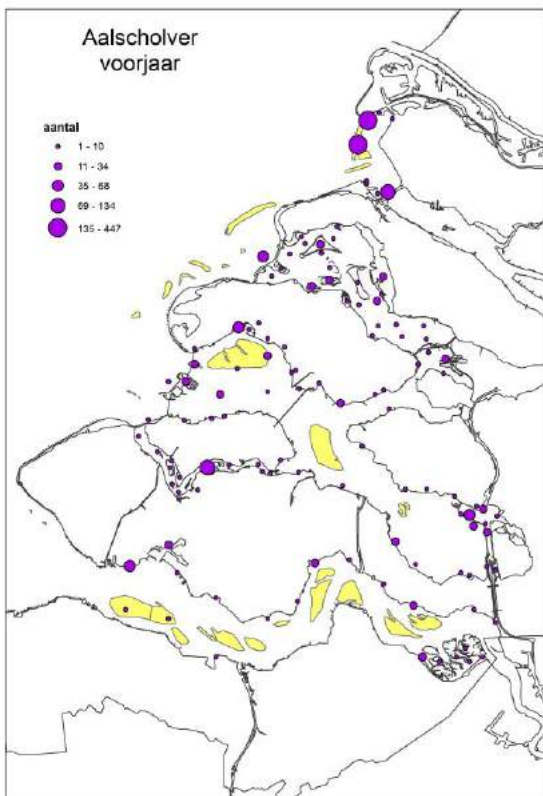 Aalscholver
voorjaar
aantal
1 - 10
11 - 34
35 - 68
69 - 134
135 - 447